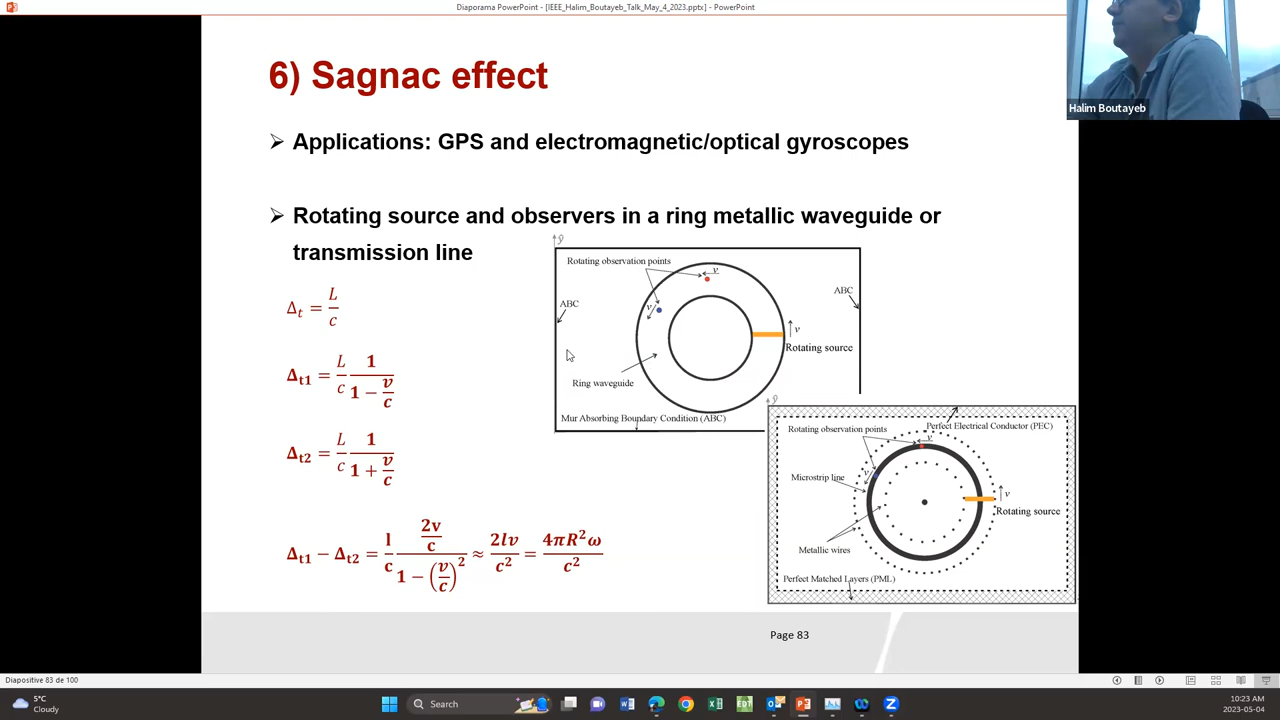 Diaporama PowerPoint - [IEEE_Halim_Boutayeb_Talk_May_4_2023.pptx] - PowerPoint
Halim Boutayeb
6) Sagnac effect
➢ Applications: GPS and electromagnetic/optical gyroscopes
➢ Rotating source and observers in a ring metallic waveguide or
transmission line
Δt = L/c
Δt1 = L/c 1/(1 − v/c)
Δt2 = L/c 1/(1 + v/c)
Δt1 − Δt2 = l/c (2v/c)/(1 − (v/c)²) ≈ 2lv/c² = 4πR²ω/c²
ŷ
Rotating observation points
v
ABC
ABC
v
v
Rotating source
Ring waveguide
Mur Absorbing Boundary Condition (ABC)
ŷ
Perfect Electrical Conductor (PEC)
Rotating observation points
v
v
Microstrip line
v
Rotating source
Metallic wires
Perfect Matched Layers (PML)
Page 83
Diapositive 83 de 100
5°C
Cloudy
Search
EDT
10:23 AM
2023-05-04